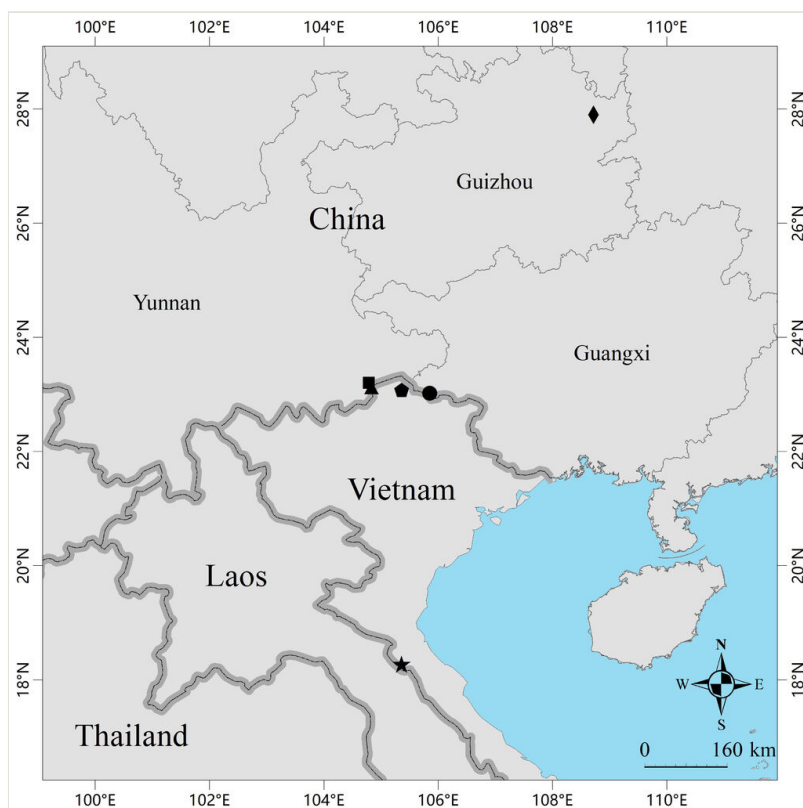 100°E 102°E 104°E 106°E 108°E 110°E
28°N 28°N
Guizhou
26°N China 26°N
Yunnan
24°N Guangxi 24°N
22°N 22°N
Vietnam
20°N Laos 20°N
18°N N 18°N
W E
S
Thailand
0 160 km
100°E 102°E 104°E 106°E 108°E 110°E